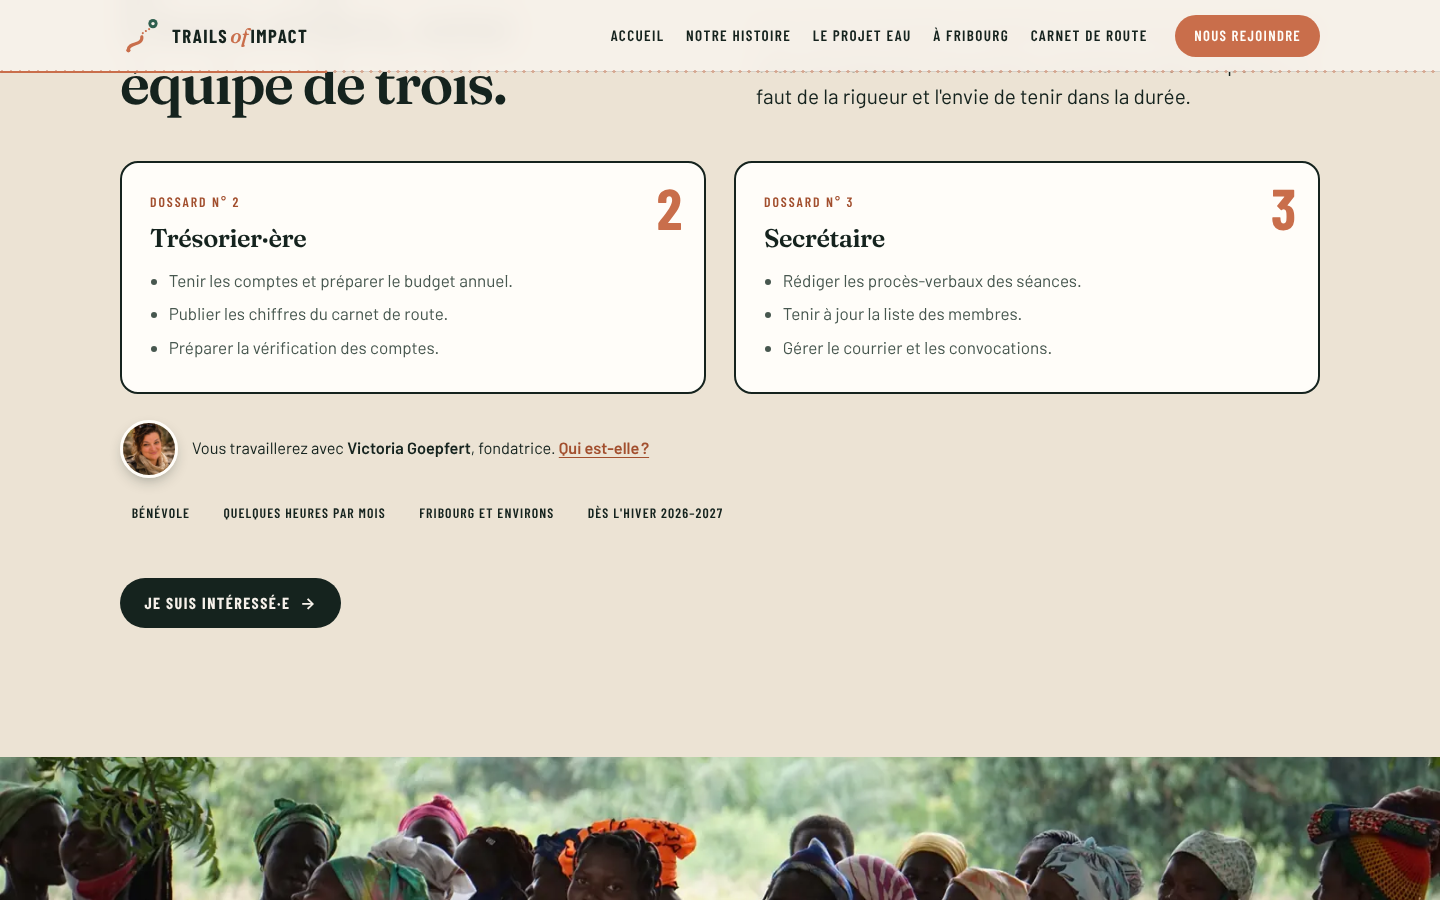 TRAILS of IMPACT
ACCUEIL NOTRE HISTOIRE LE PROJET EAU À FRIBOURG CARNET DE ROUTE NOUS REJOINDRE
équipe de trois.
faut de la rigueur et l'envie de tenir dans la durée.
DOSSARD N° 2
2
Trésorier·ère
• Tenir les comptes et préparer le budget annuel.
• Publier les chiffres du carnet de route.
• Préparer la vérification des comptes.
DOSSARD N° 3
3
Secrétaire
• Rédiger les procès-verbaux des séances.
• Tenir à jour la liste des membres.
• Gérer le courrier et les convocations.
Vous travaillerez avec Victoria Goepfert, fondatrice. Qui est-elle ?
BÉNÉVOLE QUELQUES HEURES PAR MOIS FRIBOURG ET ENVIRONS DÈS L'HIVER 2026-2027
JE SUIS INTÉRESSÉ·E →